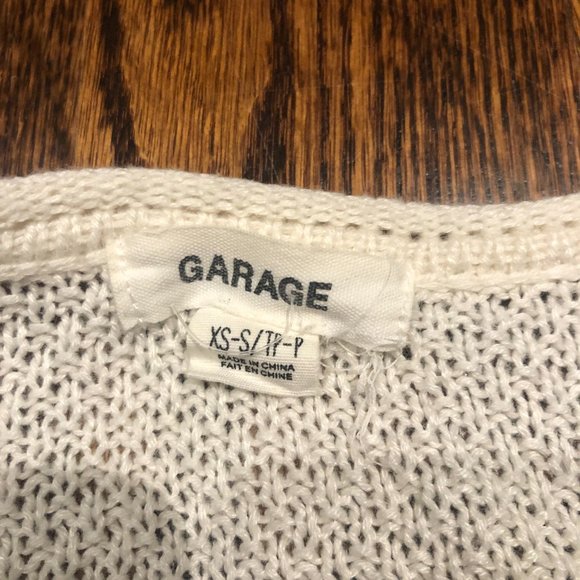 GARAGE
XS-S/TP-P
MADE IN CHINA
FAIT EN CHINE